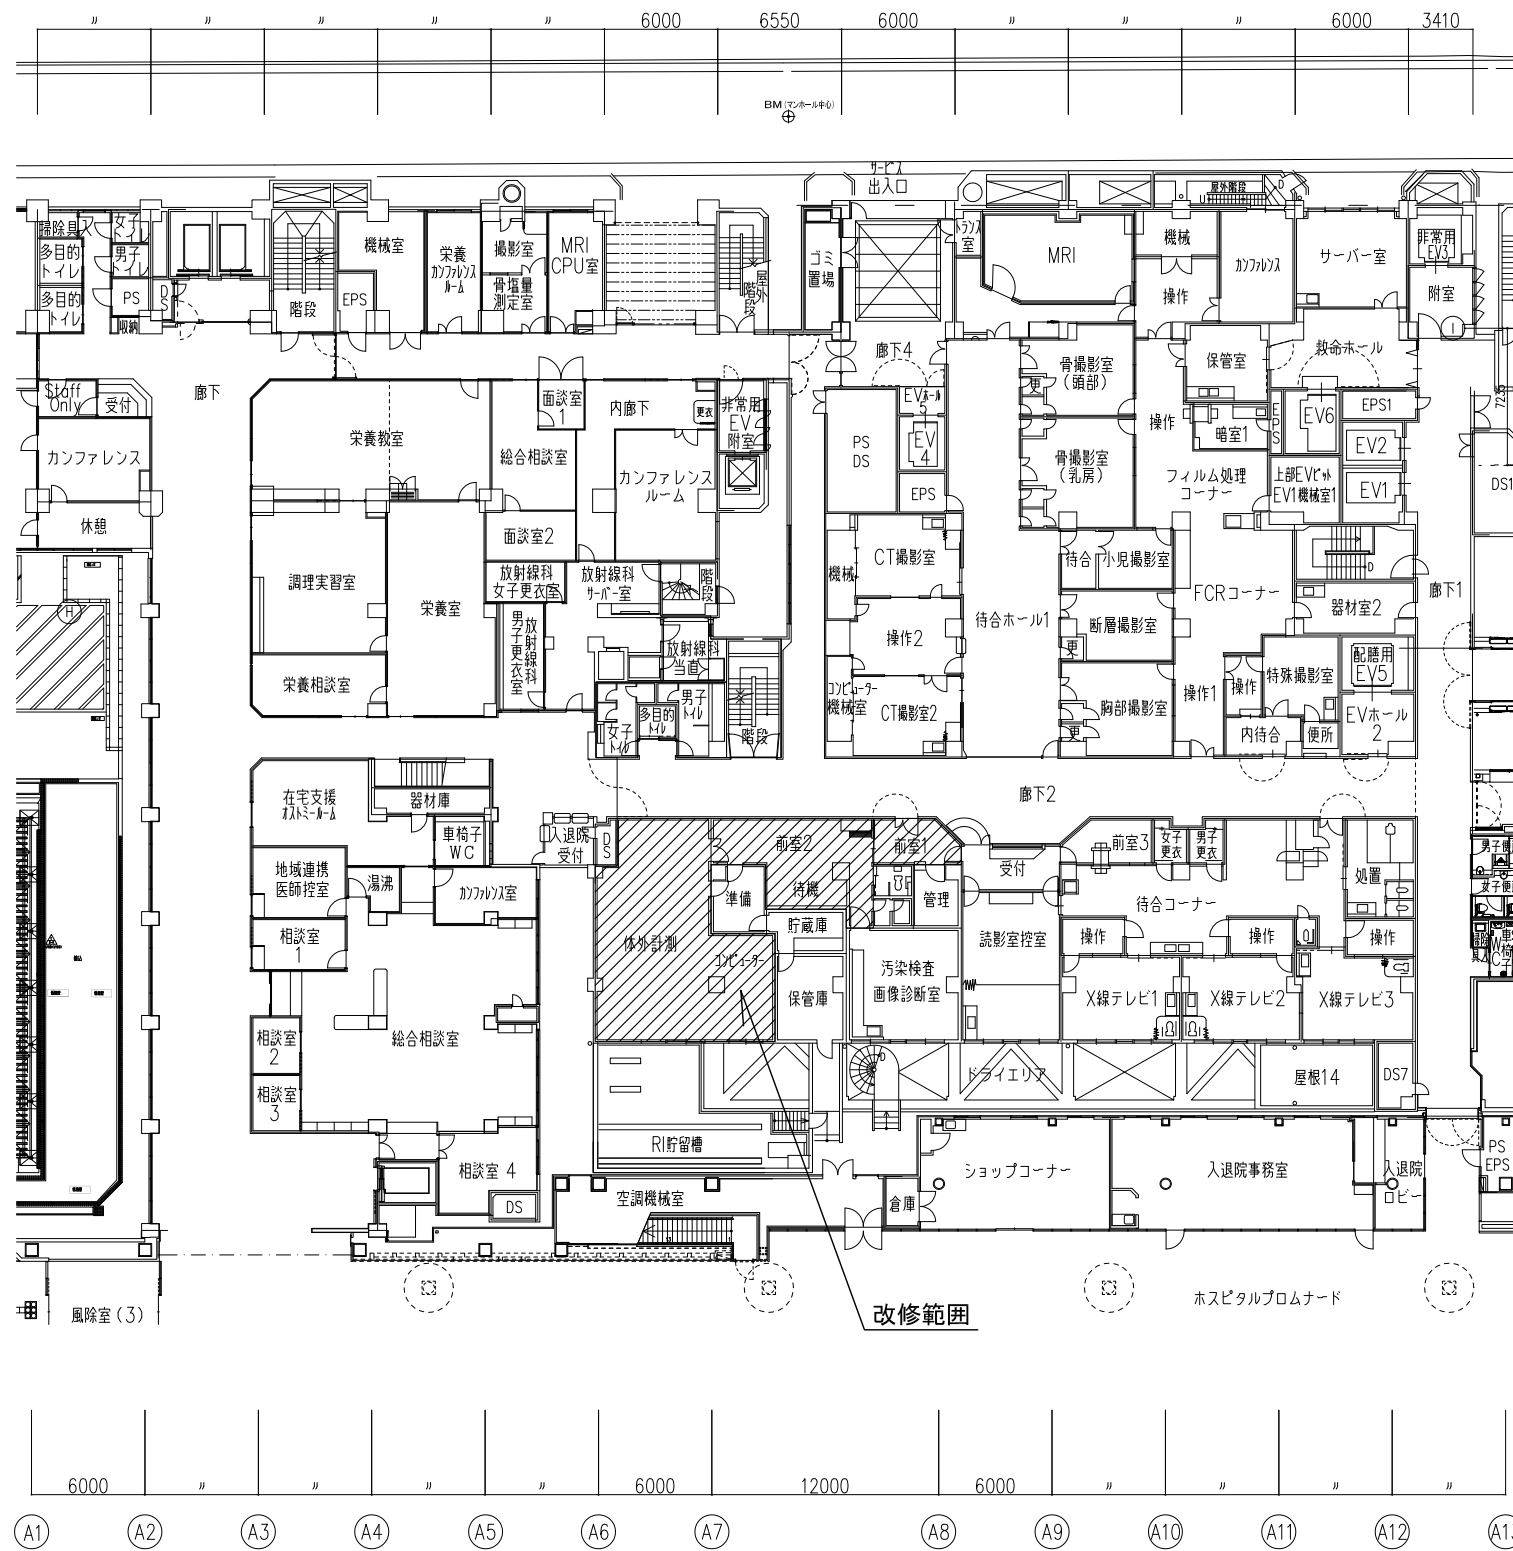 〃 〃 〃 〃 〃 6000 6550 6000 〃 〃 〃 6000 3410
BM(マンホール中心)
サービス
出入口
掃除具入
女子
トイレ
多目的
トイレ
男子
トイレ
多目的
トイレ
PS
DS
収納
階段
機械室
EPS
栄養
カンファレンス
ルーム
撮影室
骨塩量
測定室
MRI
CPU室
屋外
階段
ゴミ
置場
トランス
室
MRI
機械
操作
屋外階段
U
D
カンファレンス
サーバー室
非常用
EV3
附室
Staff
Only
受付
廊下
カンファレンス
休憩
栄養教室
面談室
1
内廊下
更衣
非常用
EV
附室
総合相談室
カンファレンス
ルーム
面談室2
廊下4
EVホール
5
PS
DS
EV
4
EPS
骨撮影室
(頭部)
更
骨撮影室
(乳房)
操作
保管室
暗室1
救命ホール
EPS
EV6
EPS1
EV2
EV1
上部EVピット
EV1機械室1
フィルム処理
コーナー
7235
DS1
調理実習室
栄養室
栄養相談室
放射線科
女子更衣室
放射線科
サーバー室
階段
放射線科
男子更衣室
放射線科
当直
男子
トイレ
多目的
トイレ
女子
トイレ
階段
機械
CT撮影室
操作2
コンピューター
機械室
CT撮影室2
待合ホール1
待合
小児撮影室
断層撮影室
更
胸部撮影室
更
FCRコーナー
操作1
操作
特殊撮影室
内待合
便所
D
器材室2
配膳用
EV5
EVホール
2
廊下1
H
廊下2
在宅支援
オストミールーム
器材庫
車椅子
WC
入退院
受付
DS
地域連携
医師控室
湯沸
カンファレンス室
相談室
1
相談室
2
相談室
3
総合相談室
相談室4
DS
前室2
前室1
待機
準備
体外計測
コンピューター
貯蔵庫
保管庫
管理
汚染検査
画像診断室
受付
読影室控室
前室3
女子
更衣
男子
更衣
待合コーナー
処置
操作
操作
操作
X線テレビ1
X線テレビ2
X線テレビ3
男子便所
女子便所
掃除
具入
車椅子
WC
D
ドライエリア
屋根14
DS7
RI貯留槽
空調機械室
倉庫
ショップコーナー
入退院事務室
入退院
ロビー
PS
EPS
風除室(3)
ホスピタルプロムナード
改修範囲
6000 〃 〃 〃 〃 6000 12000 6000 〃 〃 〃 〃
A1 A2 A3 A4 A5 A6 A7 A8 A9 A10 A11 A12 A13